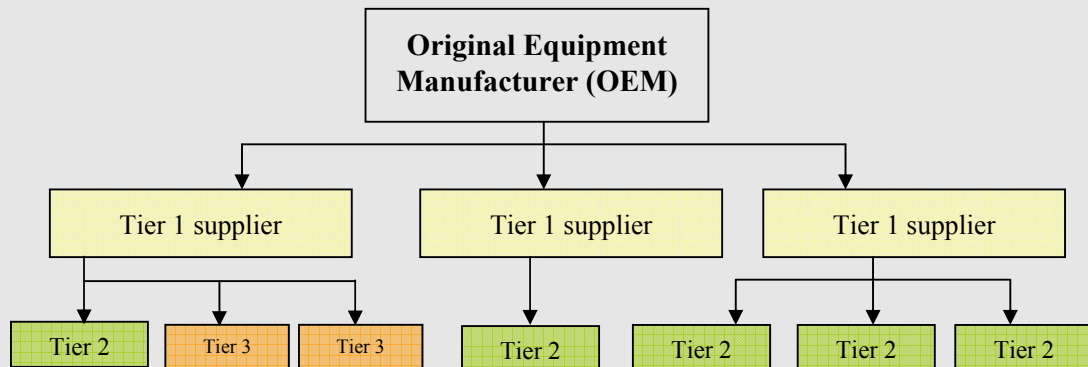 Original Equipment
Manufacturer (OEM)
Tier 1 supplier
Tier 1 supplier
Tier 1 supplier
Tier 2
Tier 3
Tier 3
Tier 2
Tier 2
Tier 2
Tier 2